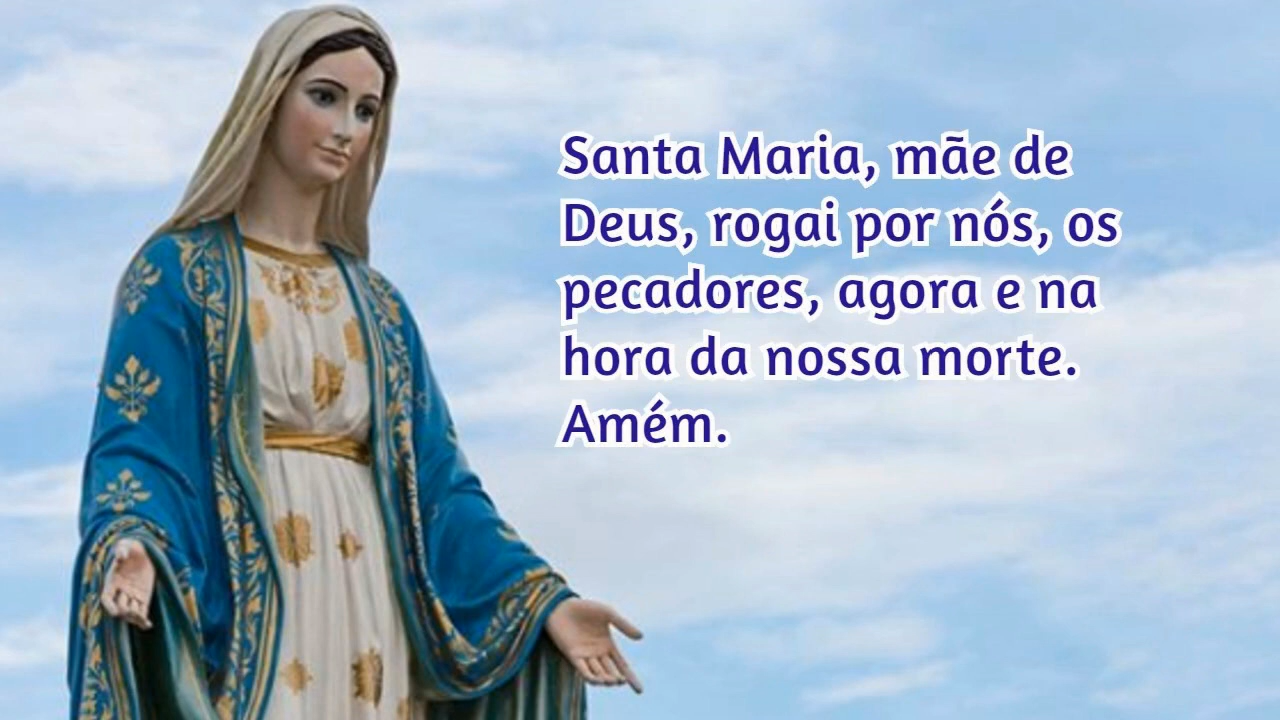 Santa Maria, mãe de
Deus, rogai por nós, os
pecadores, agora e na
hora da nossa morte.
Amém.